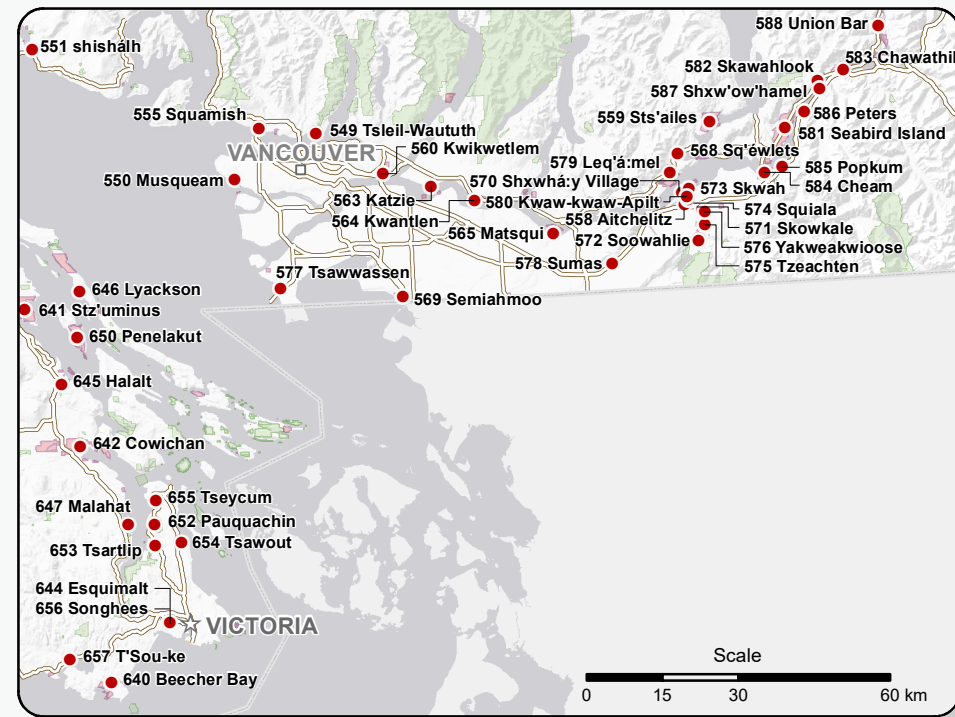 588 Union Bar
551 shishálh
583 Chawathil
582 Skawahlook
587 Shxw'ow'hamel
555 Squamish
586 Peters
559 Sts'ailes
549 Tsleil-Waututh
581 Seabird Island
VANCOUVER
560 Kwikwetlem
568 Sq'éwlets
579 Leq'á:mel
585 Popkum
550 Musqueam
570 Shxwhá:y Village
584 Cheam
573 Skwah
563 Katzie
580 Kwaw-kwaw-Apilt
574 Squiala
564 Kwantlen
558 Aitchelitz
571 Skowkale
565 Matsqui
572 Soowahlie
576 Yakweakwioose
578 Sumas
575 Tzeachten
577 Tsawwassen
646 Lyackson
569 Semiahmoo
641 Stz'uminus
650 Penelakut
645 Halalt
642 Cowichan
655 Tseycum
647 Malahat
652 Pauquachin
654 Tsawout
653 Tsartlip
644 Esquimalt
656 Songhees
VICTORIA
657 T'Sou-ke
640 Beecher Bay
Scale
0 15 30 60 km